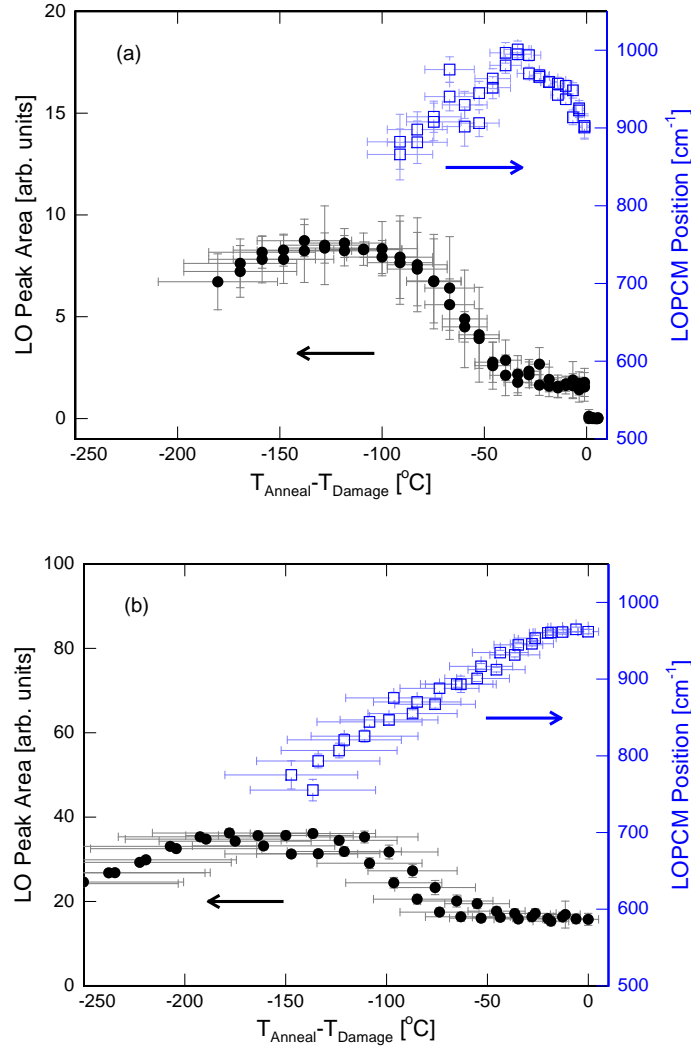 (a)
20
15
10
5
0
LO Peak Area [arb. units]
1000
900
800
700
600
500
LOPCM Position [cm⁻¹]
-250 -200 -150 -100 -50 0
T_Anneal-T_Damage [°C]
(b)
100
80
60
40
20
0
LO Peak Area [arb. units]
1000
900
800
700
600
500
LOPCM Position [cm⁻¹]
-250 -200 -150 -100 -50 0
T_Anneal-T_Damage [°C]